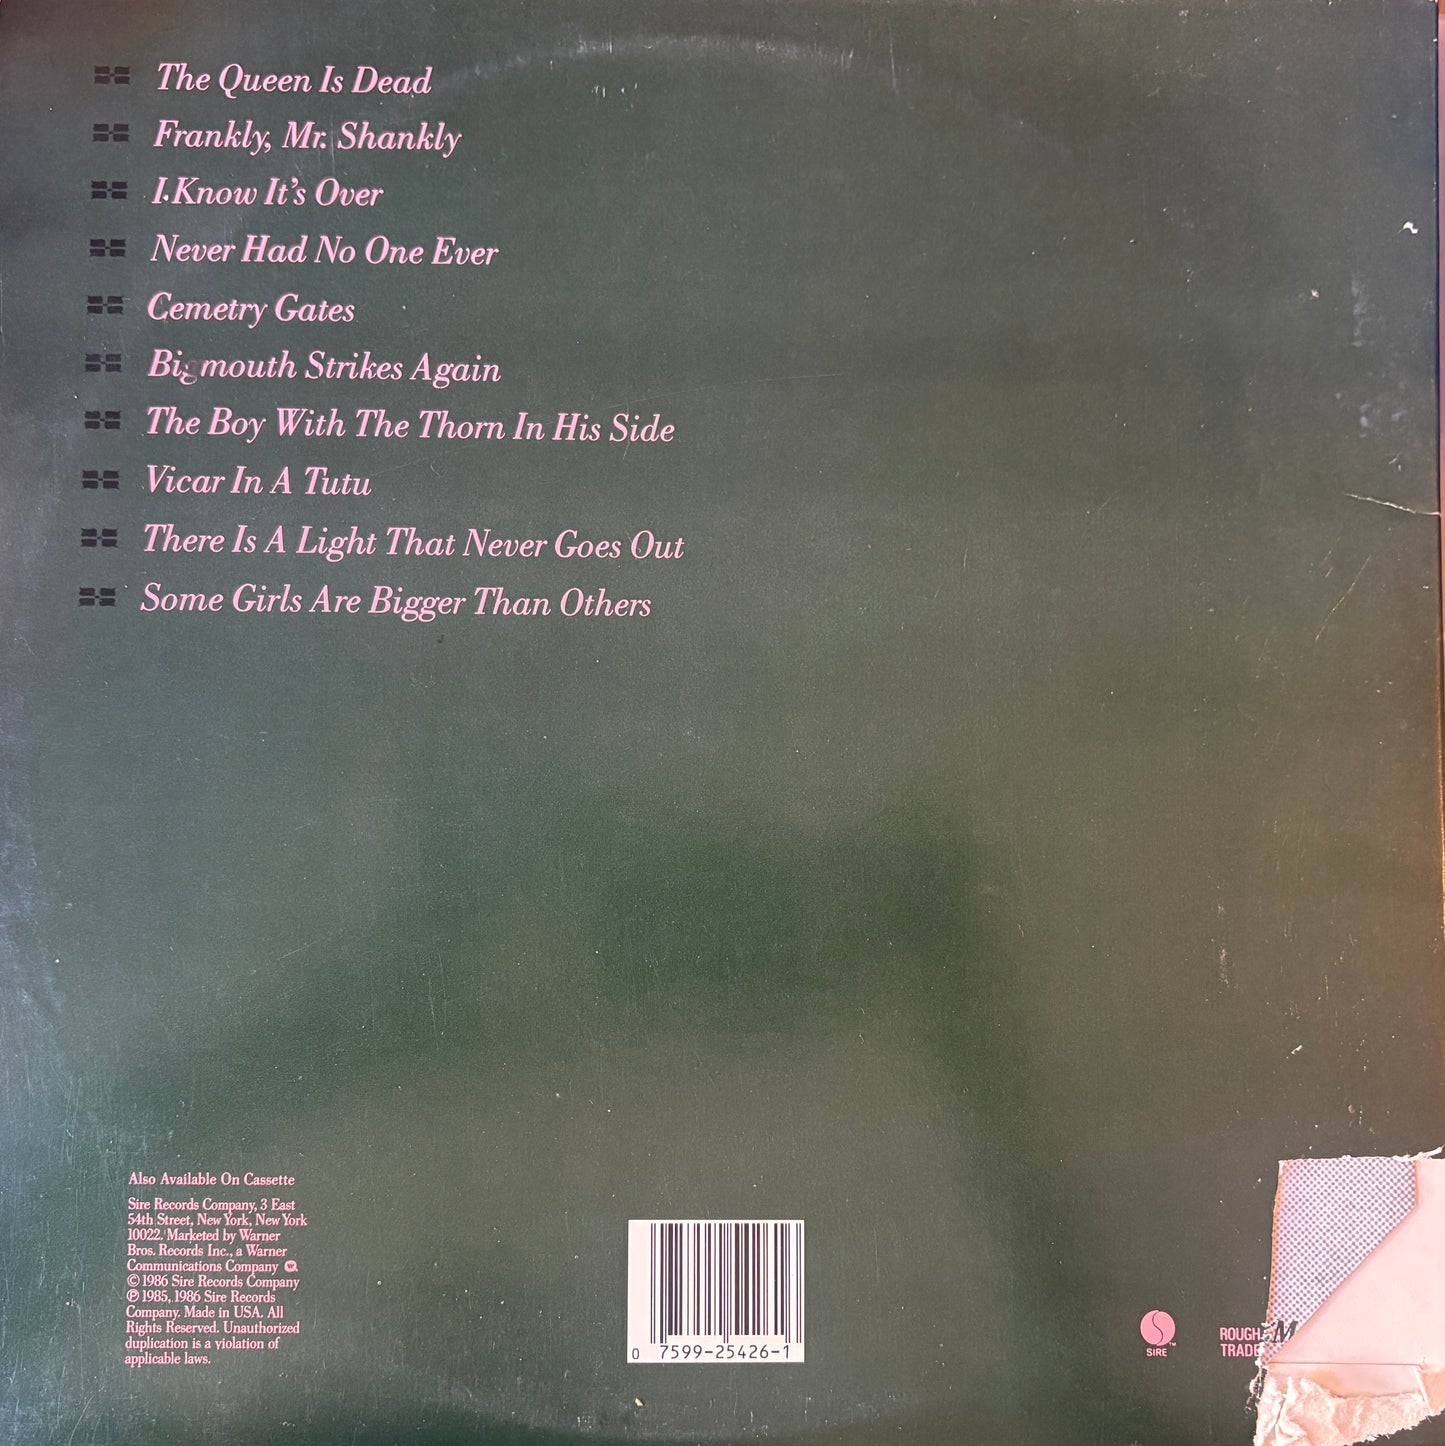 The Queen Is Dead
Frankly, Mr. Shankly
I Know It's Over
Never Had No One Ever
Cemetry Gates
Bigmouth Strikes Again
The Boy With The Thorn In His Side
Vicar In A Tutu
There Is A Light That Never Goes Out
Some Girls Are Bigger Than Others
Also Available On Cassette
Sire Records Company, 3 East
54th Street, New York, New York
10022. Marketed by Warner
Bros. Records Inc., a Warner
Communications Company
© 1986 Sire Records Company
℗ 1985, 1986 Sire Records
Company. Made in USA. All
Rights Reserved. Unauthorized
duplication is a violation of
applicable laws.
0 7599-25426-1
SIRE™
ROUGH
TRADE
M